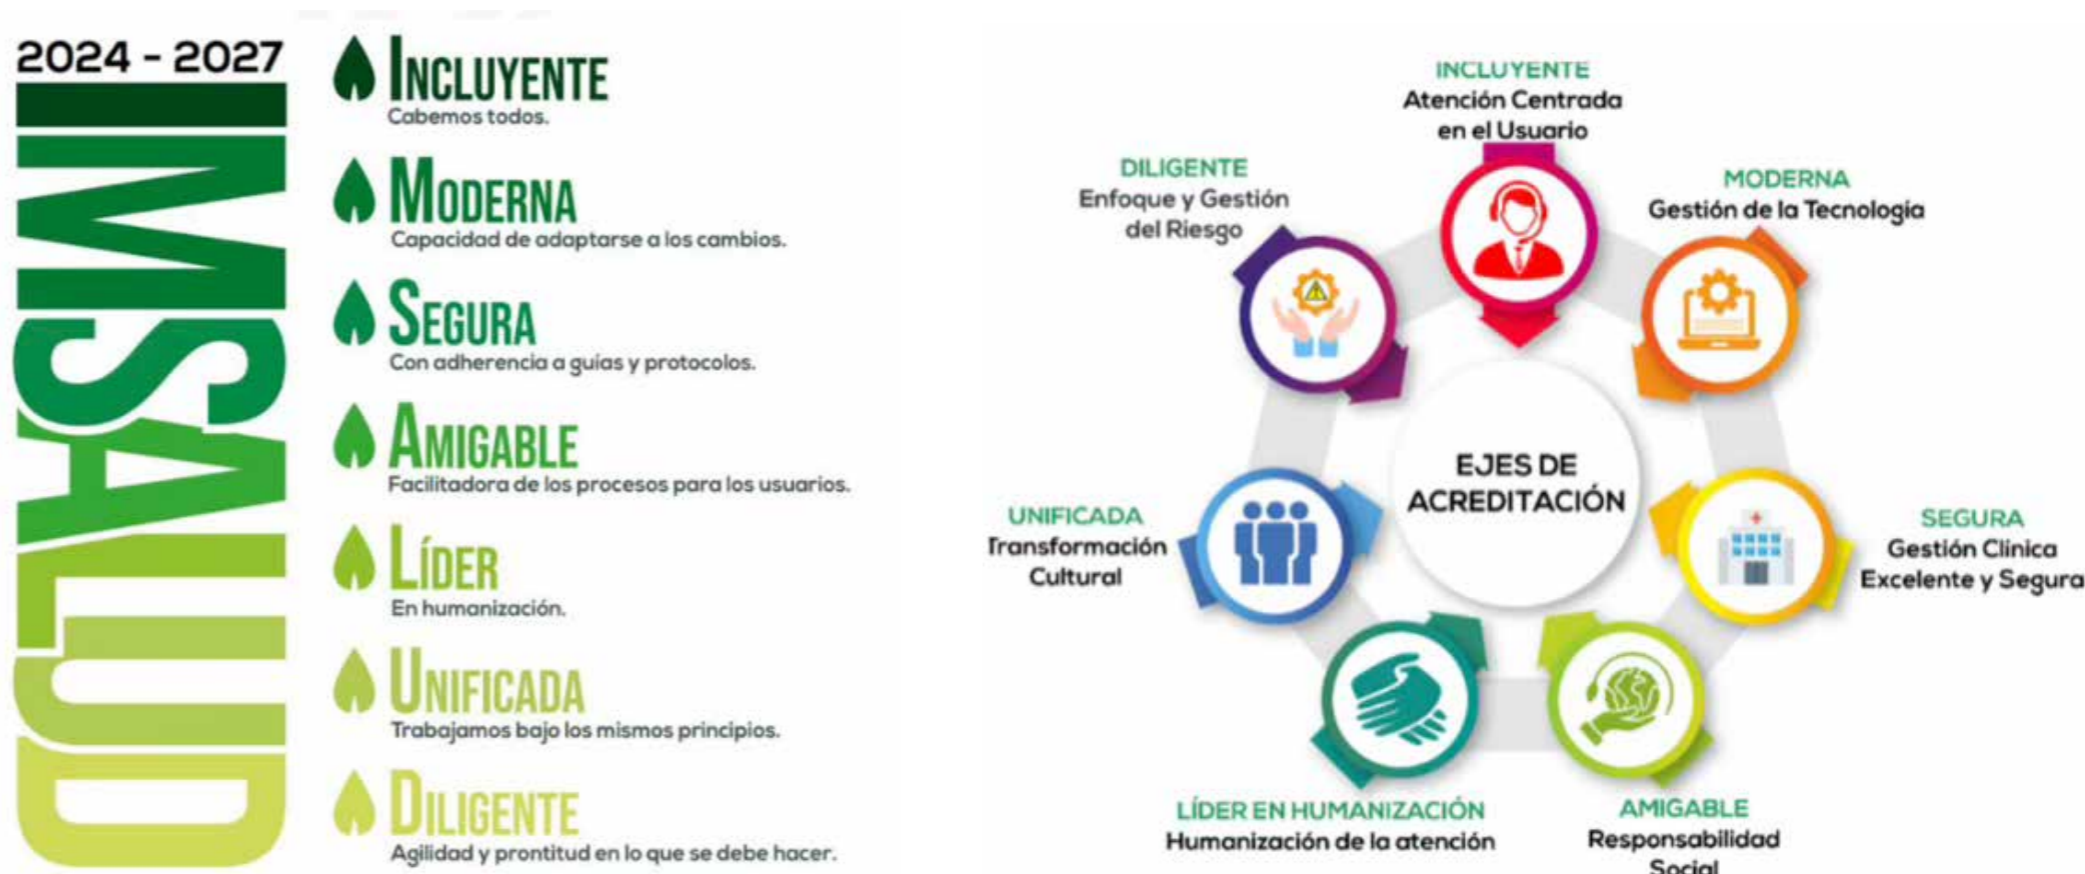 2024 - 2027
IMSALUD
INCLUYENTE
Cabemos todos.
MODERNA
Capacidad de adaptarse a los cambios.
SEGURA
Con adherencia a guías y protocolos.
AMIGABLE
Facilitadora de los procesos para los usuarios.
LÍDER
En humanización.
UNIFICADA
Trabajamos bajo los mismos principios.
DILIGENTE
Agilidad y prontitud en lo que se debe hacer.
INCLUYENTE
Atención Centrada
en el Usuario
MODERNA
Gestión de la Tecnología
SEGURA
Gestión Clínica
Excelente y Segura
AMIGABLE
Responsabilidad
Social
LÍDER EN HUMANIZACIÓN
Humanización de la atención
UNIFICADA
Transformación
Cultural
DILIGENTE
Enfoque y Gestión
del Riesgo
EJES DE
ACREDITACIÓN